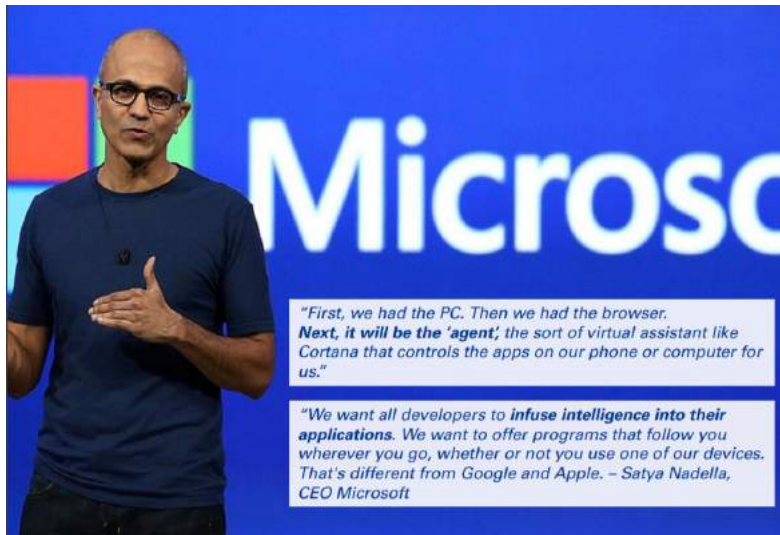 Microso
"First, we had the PC. Then we had the browser.
Next, it will be the 'agent', the sort of virtual assistant like
Cortana that controls the apps on our phone or computer for
us."
"We want all developers to infuse intelligence into their
applications. We want to offer programs that follow you
wherever you go, whether or not you use one of our devices.
That's different from Google and Apple. – Satya Nadella,
CEO Microsoft